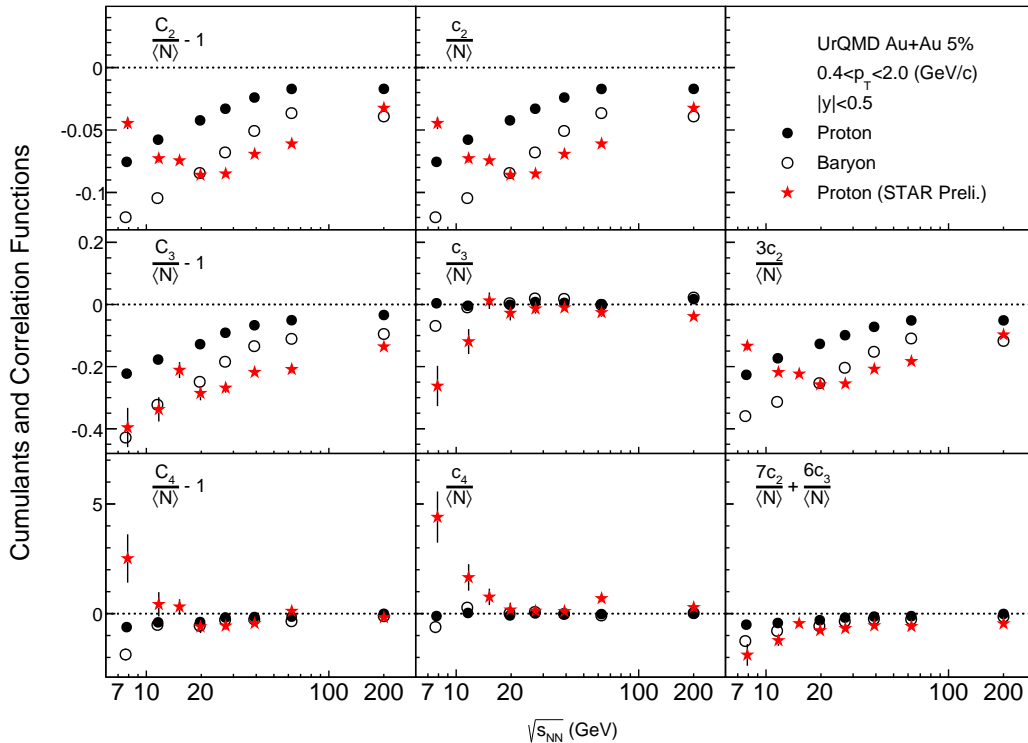 Cumulants and Correlation Functions
C₂/⟨N⟩ - 1
c₂/⟨N⟩
UrQMD Au+Au 5%
0.4<p_T<2.0 (GeV/c)
|y|<0.5
Proton
Baryon
Proton (STAR Preli.)
0
-0.05
-0.1
C₃/⟨N⟩ - 1
c₃/⟨N⟩
3c₂/⟨N⟩
0.2
0
-0.2
-0.4
C₄/⟨N⟩ - 1
c₄/⟨N⟩
7c₂/⟨N⟩ + 6c₃/⟨N⟩
5
0
7 10 20 100 200 7 10 20 100 200 7 10 20 100 200
√s_NN (GeV)